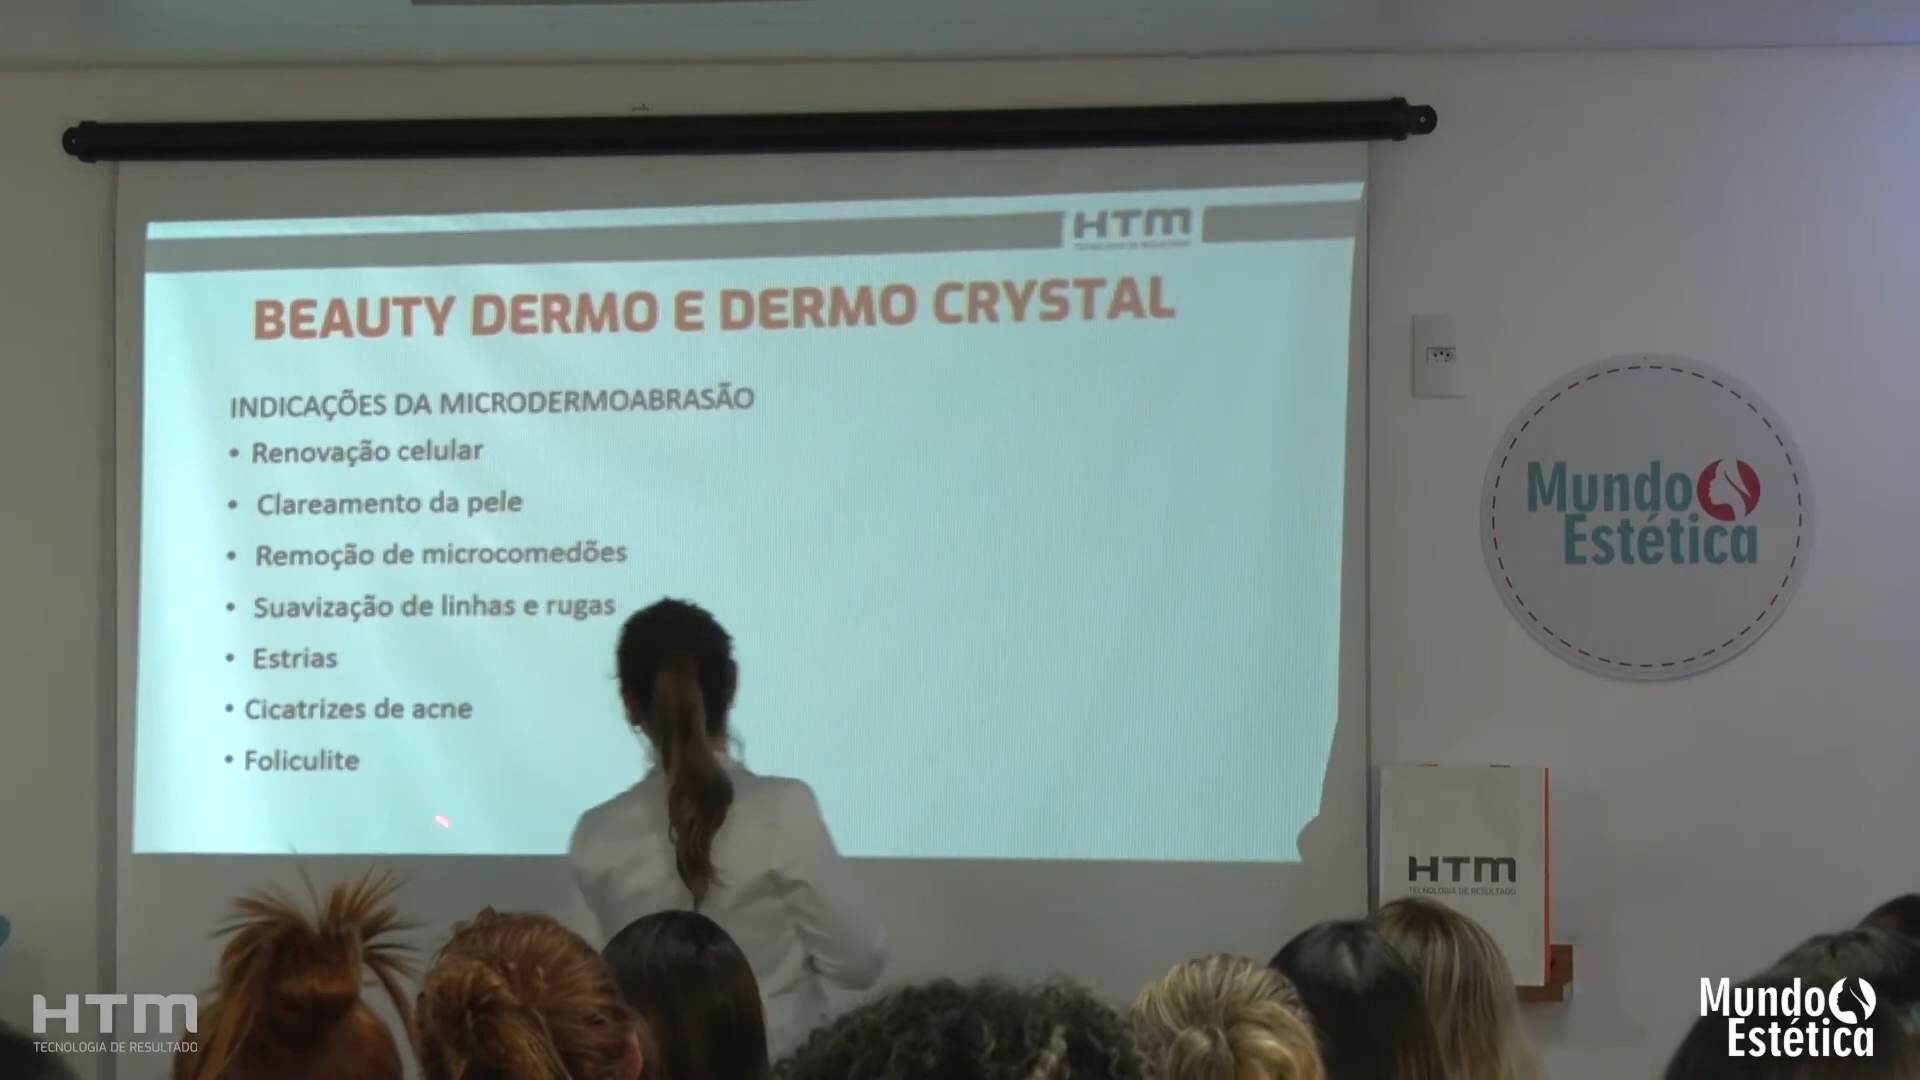 HTM
TECNOLOGIA DE RESULTADO
BEAUTY DERMO E DERMO CRYSTAL
INDICAÇÕES DA MICRODERMOABRASÃO
• Renovação celular
• Clareamento da pele
• Remoção de microcomedões
• Suavização de linhas e rugas
• Estrias
• Cicatrizes de acne
• Foliculite
Mundo
Estética
HTM
TECNOLOGIA DE RESULTADO
HTM
TECNOLOGIA DE RESULTADO
Mundo
Estética